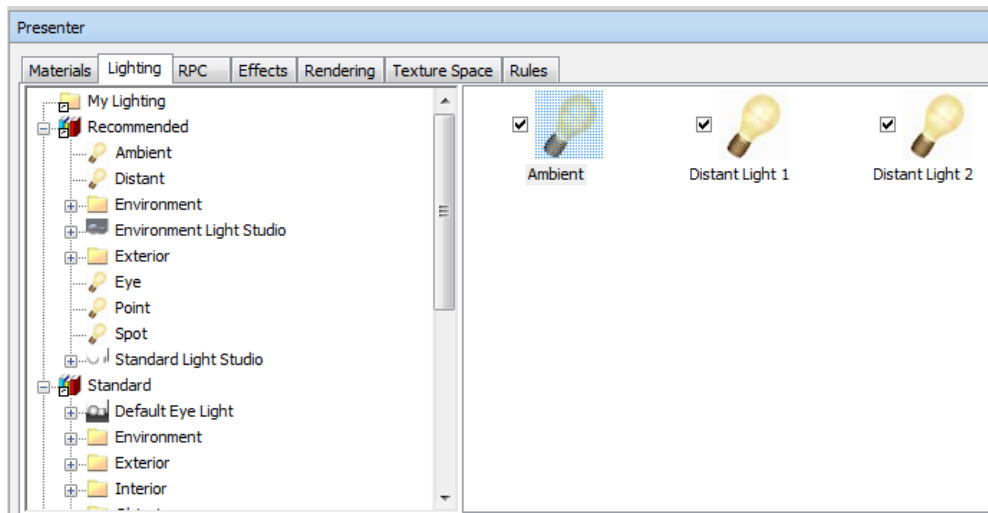 Presenter
Materials Lighting RPC Effects Rendering Texture Space Rules
My Lighting
Recommended
Ambient
Distant
Environment
Environment Light Studio
Exterior
Eye
Point
Spot
Standard Light Studio
Standard
Default Eye Light
Environment
Exterior
Interior
Ambient Distant Light 1 Distant Light 2